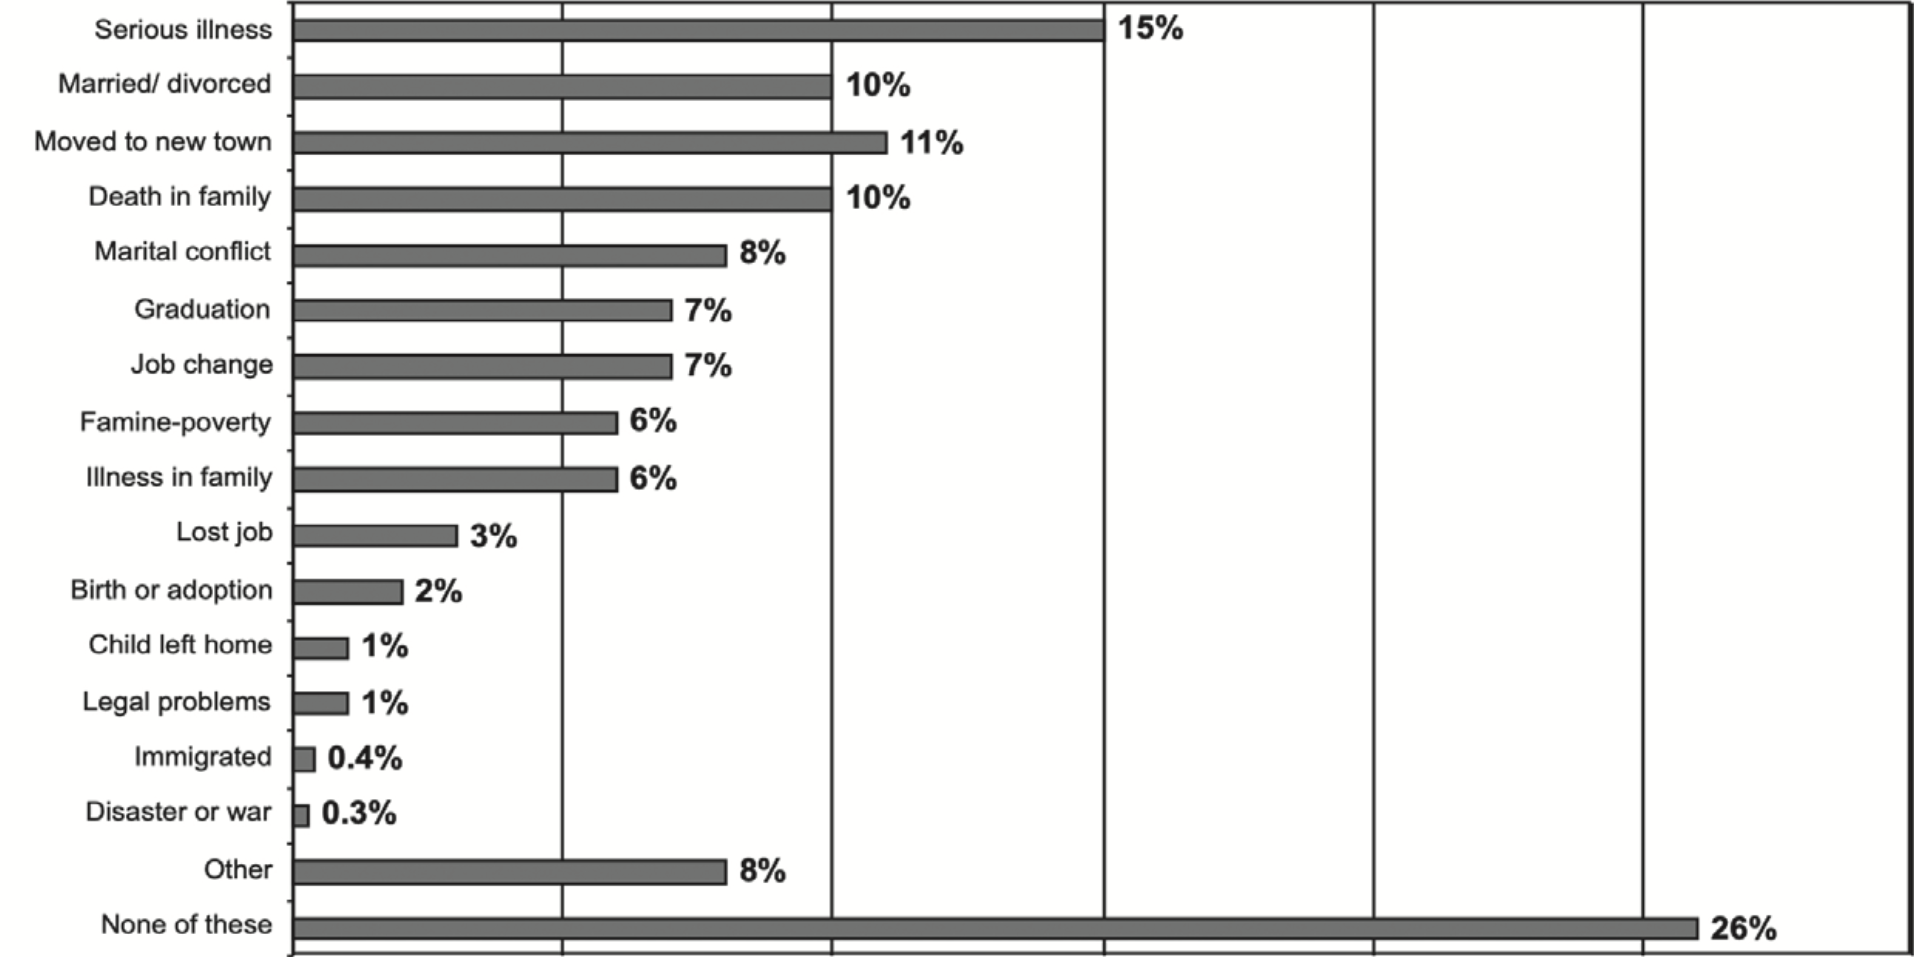 Serious illness 15%
Married/ divorced 10%
Moved to new town 11%
Death in family 10%
Marital conflict 8%
Graduation 7%
Job change 7%
Famine-poverty 6%
Illness in family 6%
Lost job 3%
Birth or adoption 2%
Child left home 1%
Legal problems 1%
Immigrated 0.4%
Disaster or war 0.3%
Other 8%
None of these 26%